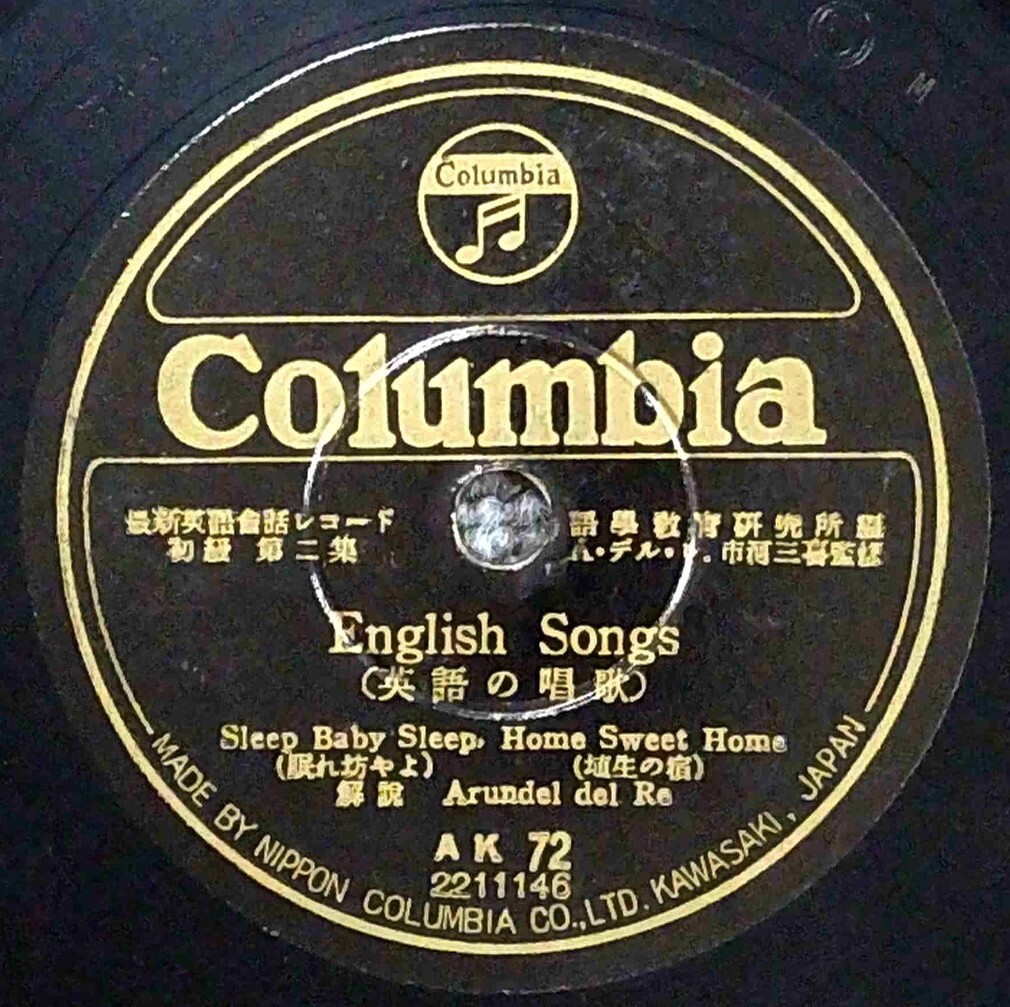 Columbia
Columbia
最新英語會話レコード
初級 第二集
語學教育研究所編
A・デル・レ. 市河三喜監修
English Songs
(英語の唱歌)
Sleep Baby Sleep, Home Sweet Home
(眠れ坊やよ) (埴生の宿)
解說 Arundel del Re
AK 72
2211146
MADE BY NIPPON COLUMBIA CO.,LTD. KAWASAKI, JAPAN
M